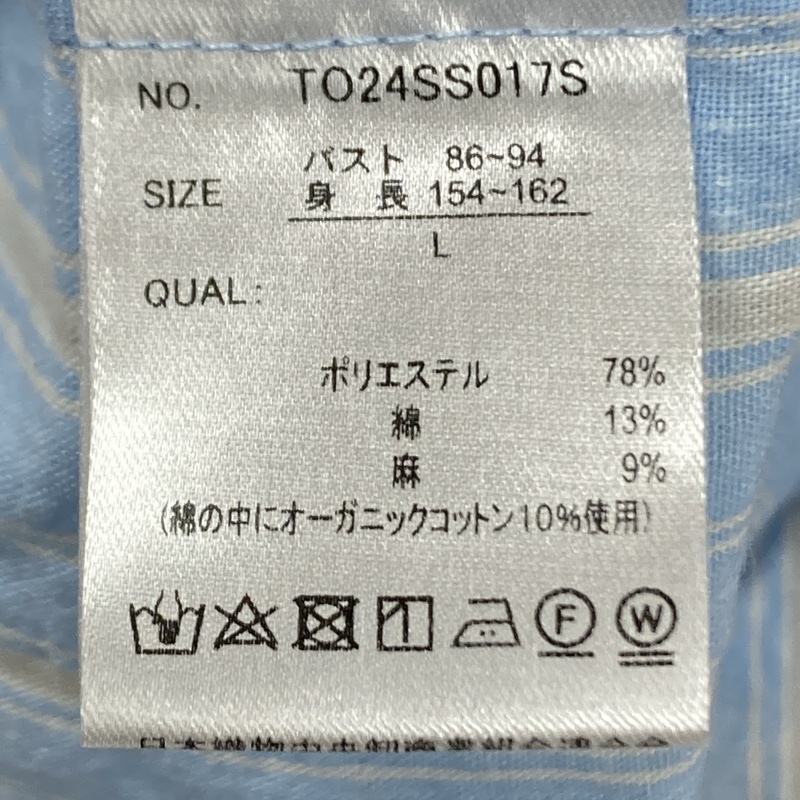 NO. TO24SS017S
SIZE バスト 86~94
身 長 154~162
L
QUAL:
ポリエステル 78%
綿 13%
麻 9%
(綿の中にオーガニックコットン10%使用)
F W